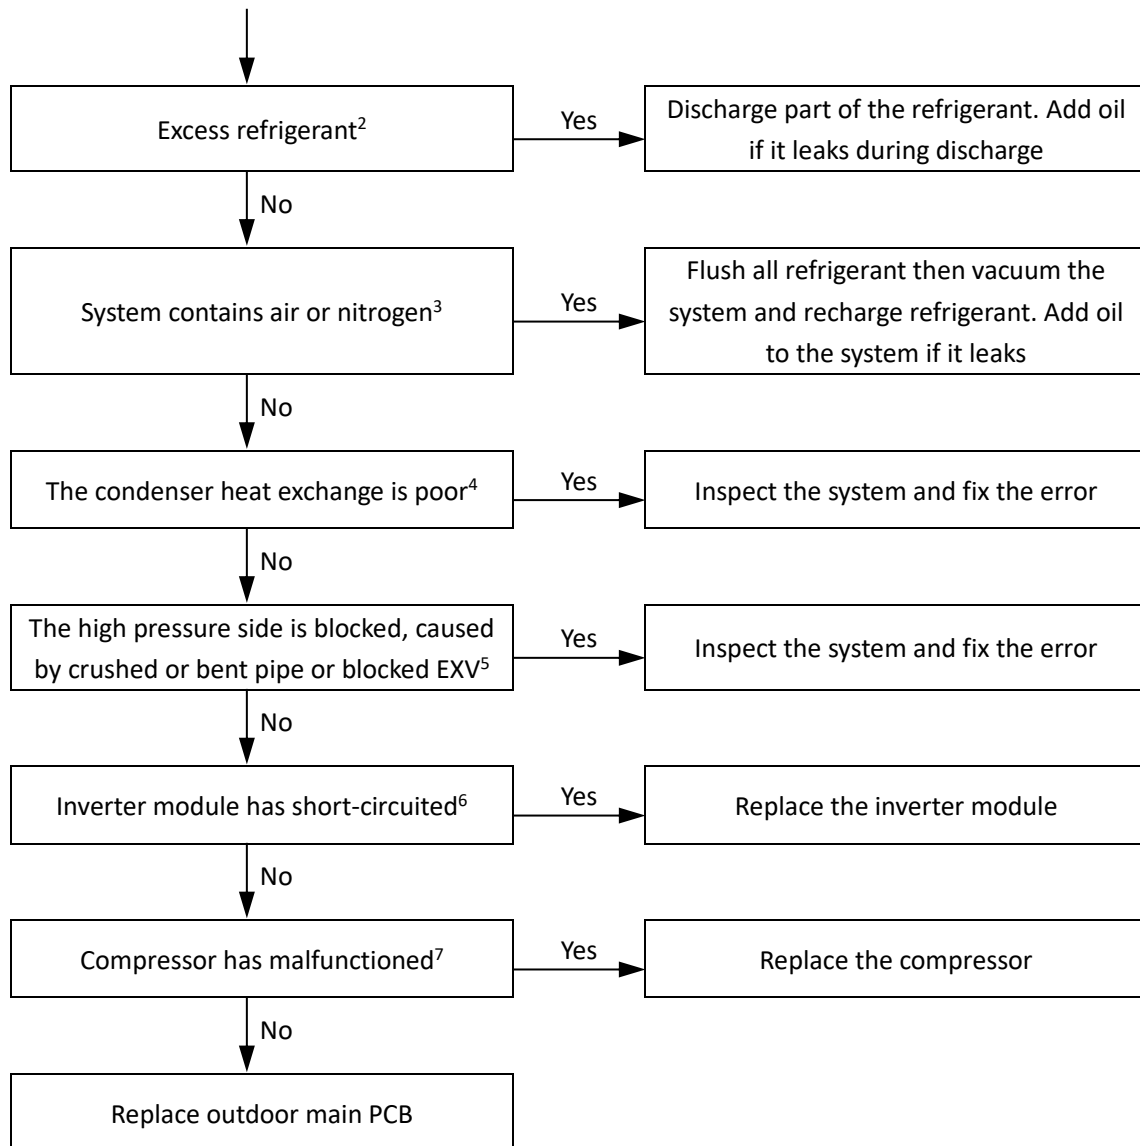 Excess refrigerant²
Yes
Discharge part of the refrigerant. Add oil
if it leaks during discharge
No
System contains air or nitrogen³
Yes
Flush all refrigerant then vacuum the
system and recharge refrigerant. Add oil
to the system if it leaks
No
The condenser heat exchange is poor⁴
Yes
Inspect the system and fix the error
No
The high pressure side is blocked, caused
by crushed or bent pipe or blocked EXV⁵
Yes
Inspect the system and fix the error
No
Inverter module has short-circuited⁶
Yes
Replace the inverter module
No
Compressor has malfunctioned⁷
Yes
Replace the compressor
No
Replace outdoor main PCB